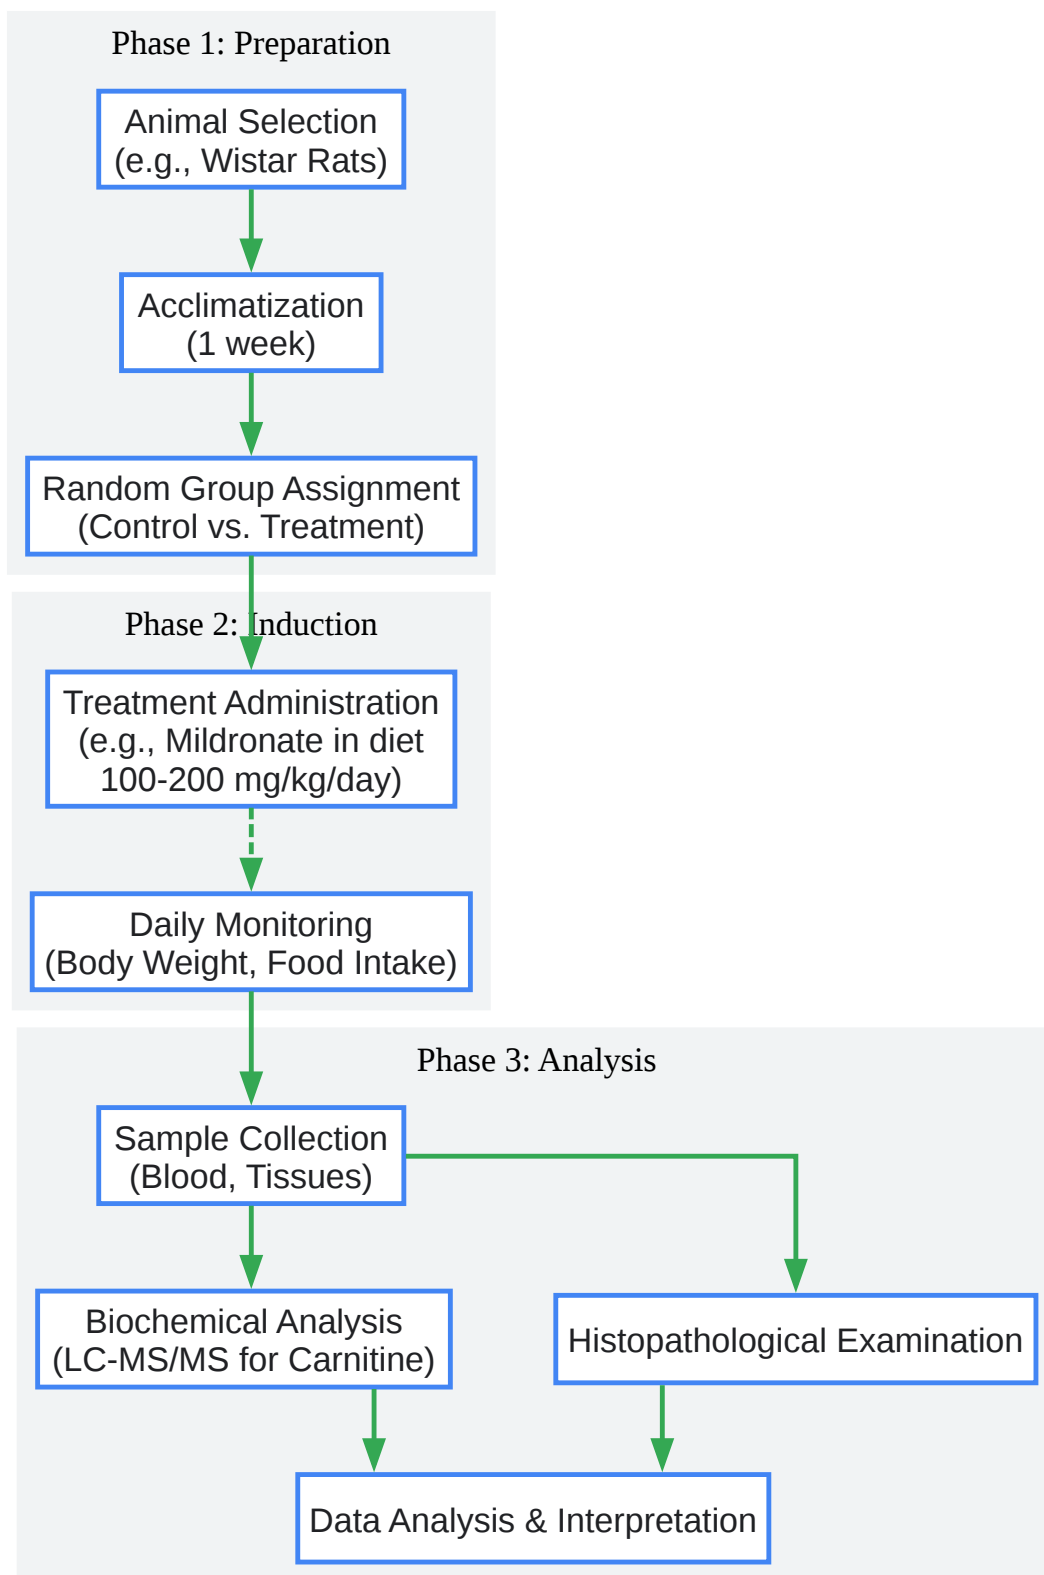 Phase 1: Preparation
Animal Selection
(e.g., Wistar Rats)
Acclimatization
(1 week)
Random Group Assignment
(Control vs. Treatment)
Phase 2: Induction
Treatment Administration
(e.g., Mildronate in diet
100-200 mg/kg/day)
Daily Monitoring
(Body Weight, Food Intake)
Phase 3: Analysis
Sample Collection
(Blood, Tissues)
Biochemical Analysis
(LC-MS/MS for Carnitine)
Histopathological Examination
Data Analysis & Interpretation